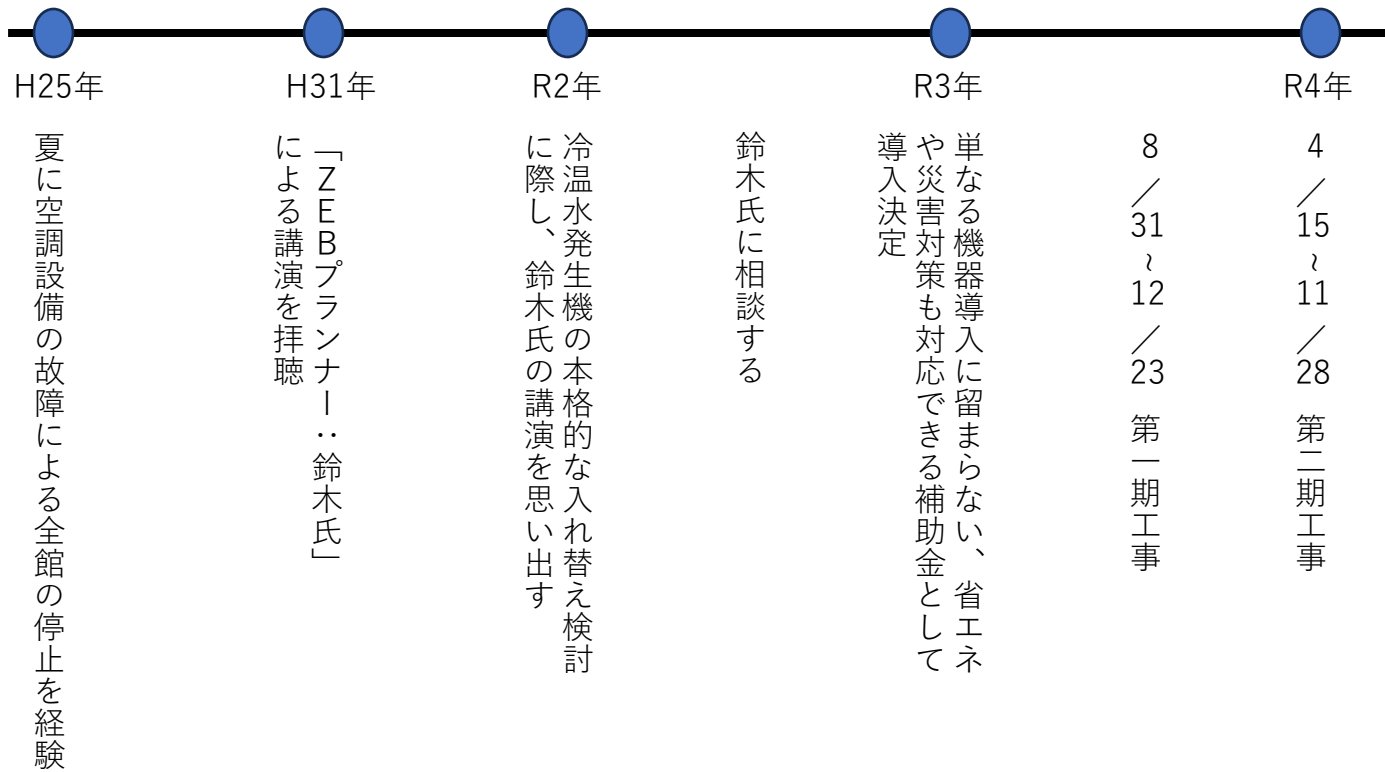 H25年
H31年
R2年
R3年
R4年
夏に空調設備の故障による全館の停止を経験
「ZEBプランナー:鈴木氏」
による講演を拝聴
冷温水発生機の本格的な入れ替え検討
に際し、鈴木氏の講演を思い出す
鈴木氏に相談する
単なる機器導入に留まらない、省エネ
や災害対策も対応できる補助金として
導入決定
8/31~12/23 第一期工事
4/15~11/28 第二期工事